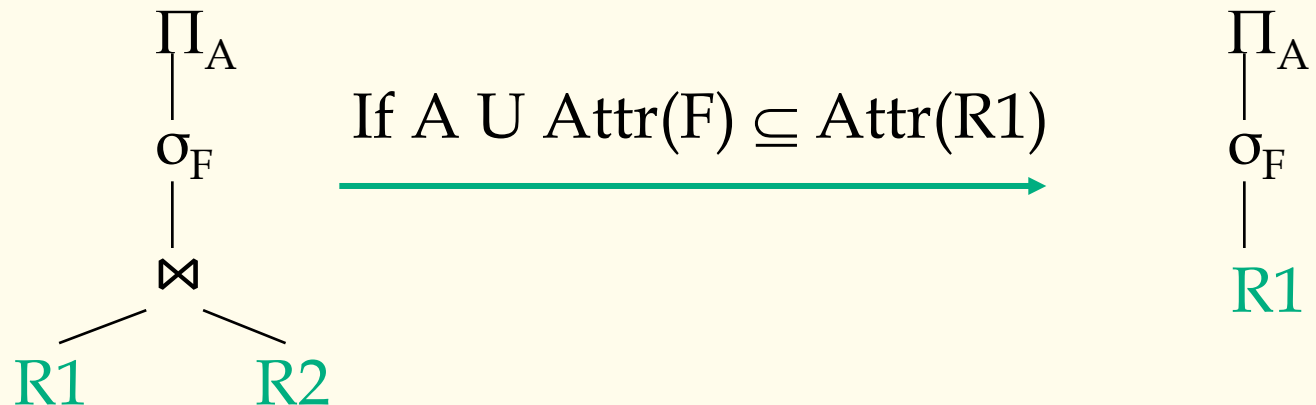 Π_A
σ_F
⋈
R1 R2
If A U Attr(F) ⊆ Attr(R1)
Π_A
σ_F
R1